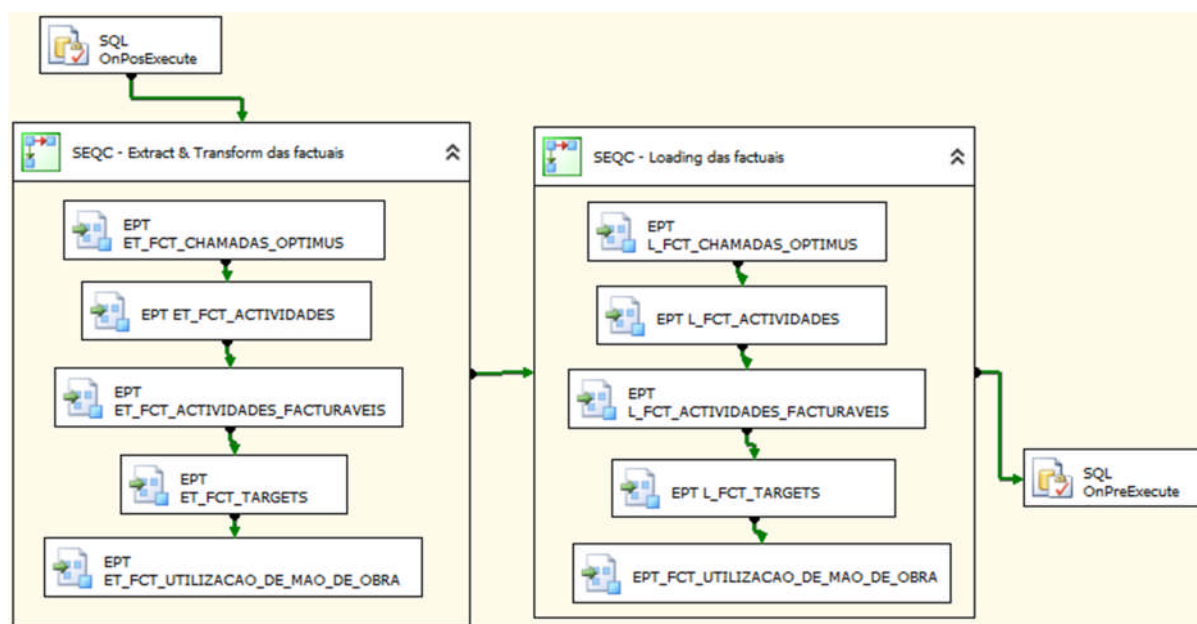 SQL
OnPosExecute
SEQC - Extract & Transform das factuais
EPT
ET_FCT_CHAMADAS_OPTIMUS
EPT ET_FCT_ACTIVIDADES
EPT
ET_FCT_ACTIVIDADES_FACTURAVEIS
EPT
ET_FCT_TARGETS
EPT
ET_FCT_UTILIZACAO_DE_MAO_DE_OBRA
SEQC - Loading das factuais
EPT
L_FCT_CHAMADAS_OPTIMUS
EPT L_FCT_ACTIVIDADES
EPT
L_FCT_ACTIVIDADES_FACTURAVEIS
EPT L_FCT_TARGETS
EPT_FCT_UTILIZACAO_DE_MAO_DE_OBRA
SQL
OnPreExecute